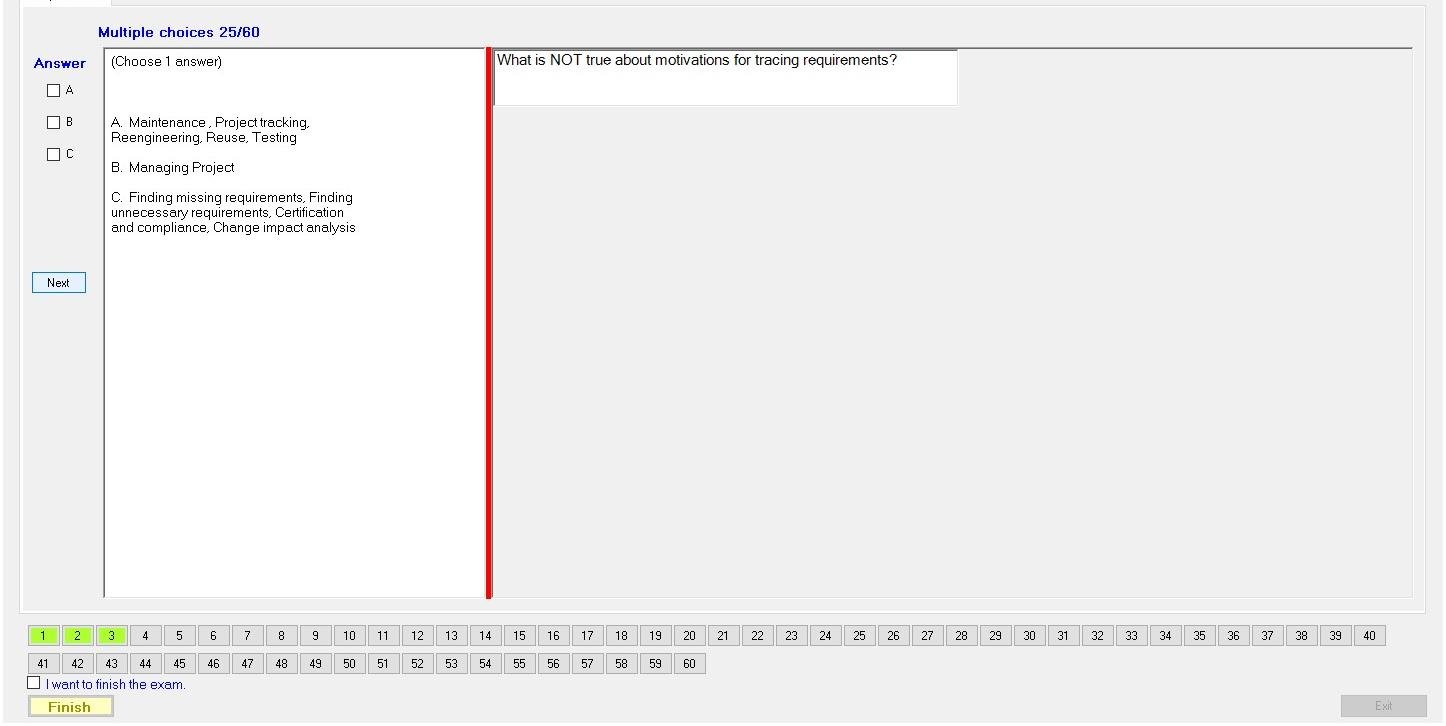 Multiple choices 25/60
Answer
(Choose 1 answer)
What is NOT true about motivations for tracing requirements?
A
B
C
A. Maintenance , Project tracking,
Reengineering, Reuse, Testing
B. Managing Project
C. Finding missing requirements, Finding
unnecessary requirements, Certification
and compliance, Change impact analysis
Next
1 2 3 4 5 6 7 8 9 10 11 12 13 14 15 16 17 18 19 20 21 22 23 24 25 26 27 28 29 30 31 32 33 34 35 36 37 38 39 40
41 42 43 44 45 46 47 48 49 50 51 52 53 54 55 56 57 58 59 60
I want to finish the exam.
Finish
Exit